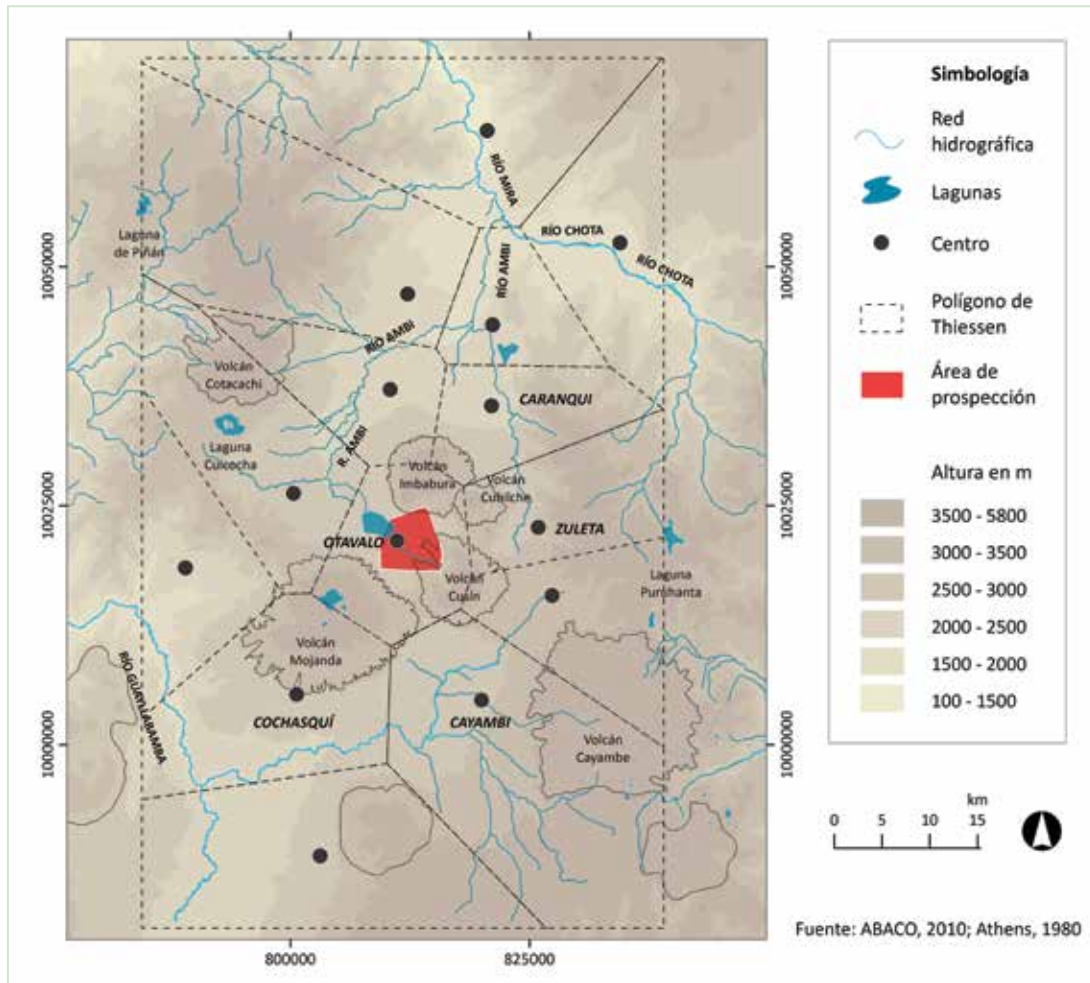 RÍO MIRA
RÍO CHOTA
RÍO CHOTA
RÍO AMBI
Laguna
de Piñán
RÍO AMBI
Volcán
Cotacachi
CARANQUI
Laguna
Cuicocha
R. AMBI
Volcán
Imbabura
Volcán
Cubilche
OTAVALO
ZULETA
Volcán
Cusín
Laguna
Puruhanta
Volcán
Mojanda
RÍO GUAYLLABAMBA
COCHASQUÍ
CAYAMBI
Volcán
Cayambe
10050000
10025000
10000000
10050000
10025000
10000000
800000
825000
Simbología
Red
hidrográfica
Lagunas
Centro
Polígono de
Thiessen
Área de
prospección
Altura en m
3500 - 5800
3000 - 3500
2500 - 3000
2000 - 2500
1500 - 2000
100 - 1500
km
0 5 10 15
Fuente: ABACO, 2010; Athens, 1980